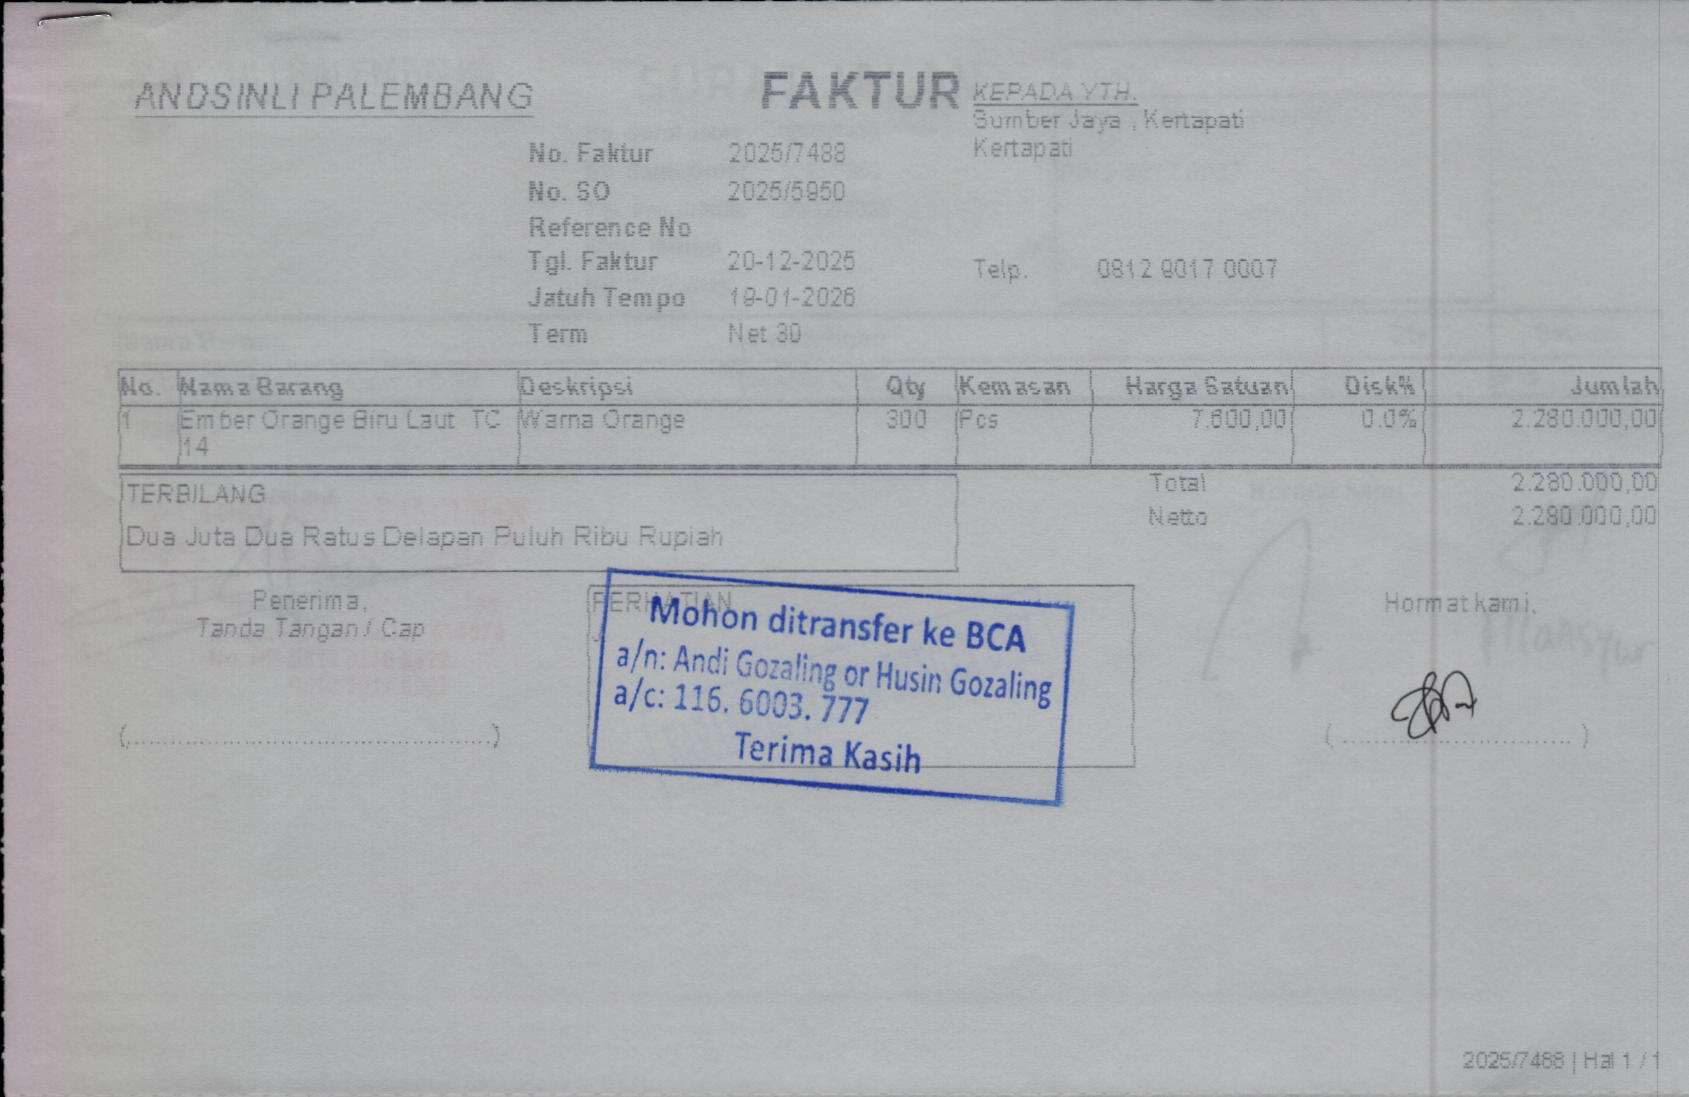 ANDSINLI PALEMBANG
FAKTUR
KEPADA YTH.
Sumber Jaya , Kertapati
Kertapati
No. Faktur 2025/7488
No. SO 2025/5950
Reference No
Tgl. Faktur 20-12-2025
Telp. 0812 9017 0007
Jatuh Tempo 19-01-2026
Term Net 30
No. Nama Barang Deskripsi Qty Kemasan Harga Satuan Disk% Jumlah
1 Ember Orange Biru Laut TC Warna Orange 300 Pcs 7.600,00 0.0% 2.280.000,00
14
Total 2.280.000,00
Netto 2.280.000,00
TERBILANG
Dua Juta Dua Ratus Delapan Puluh Ribu Rupiah
Penerima,
Tanda Tangan / Cap
(......................................................)
PERHATIAN
Mohon ditransfer ke BCA
a/n: Andi Gozaling or Husin Gozaling
a/c: 116. 6003. 777
Terima Kasih
Hormat kami,
Mansyur
(...................................)
2025/7488 | Hal 1 / 1